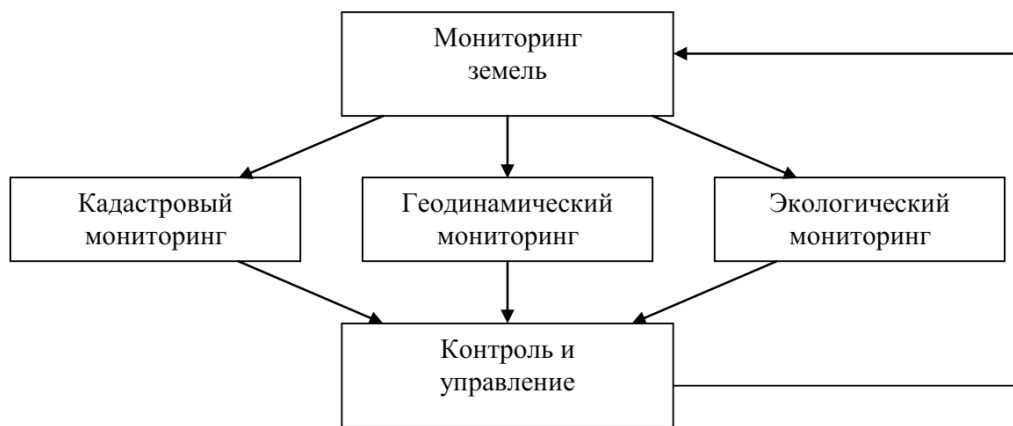 Мониторинг
земель
Кадастровый
мониторинг
Геодинамический
мониторинг
Экологический
мониторинг
Контроль и
управление